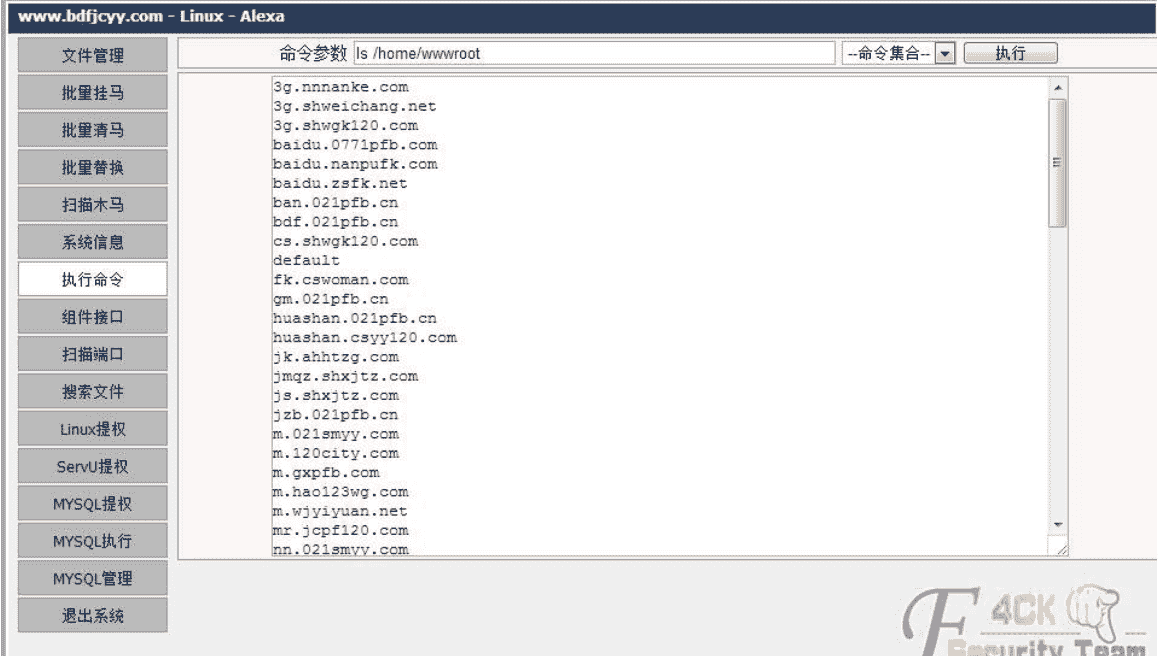 www.bdfjcyy.com - Linux - Alexa
文件管理
批量挂马
批量清马
批量替换
扫描木马
系统信息
执行命令
组件接口
扫描端口
搜索文件
Linux提权
ServU提权
MYSQL提权
MYSQL执行
MYSQL管理
退出系统
命令参数 ls /home/wwwroot --命令集合-- 执行
3g.nnnanke.com
3g.shweichang.net
3g.shwgk120.com
baidu.0771pfb.com
baidu.nanpufk.com
baidu.zsfk.net
ban.021pfb.cn
bdf.021pfb.cn
cs.shwgk120.com
default
fk.cswoman.com
gm.021pfb.cn
huashan.021pfb.cn
huashan.csyy120.com
jk.ahhtzg.com
jmqz.shxjtz.com
js.shxjtz.com
jzb.021pfb.cn
m.021smyy.com
m.120city.com
m.gxpfb.com
m.hao123wg.com
m.wjyiyuan.net
mr.jcpf120.com
nn.021smyy.com
F4CK
Security Team